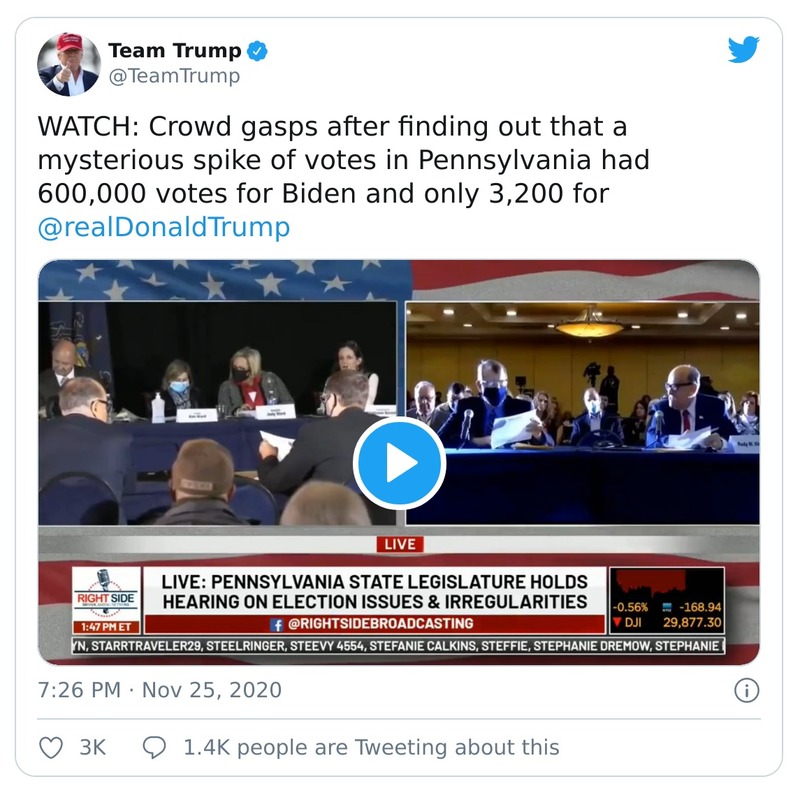 Team Trump
@TeamTrump
WATCH: Crowd gasps after finding out that a
mysterious spike of votes in Pennsylvania had
600,000 votes for Biden and only 3,200 for
@realDonaldTrump
LIVE
RIGHT SIDE
LIVE: PENNSYLVANIA STATE LEGISLATURE HOLDS
HEARING ON ELECTION ISSUES & IRREGULARITIES
@RIGHTSIDEBROADCASTING
1:47 PM ET
-0.56% -168.94
DJI 29,877.30
YN, STARRTRAVELER29, STEELRINGER, STEEVY 4554, STEFANIE CALKINS, STEFFIE, STEPHANIE DREMOW, STEPHANIE
7:26 PM · Nov 25, 2020
3K 1.4K people are Tweeting about this